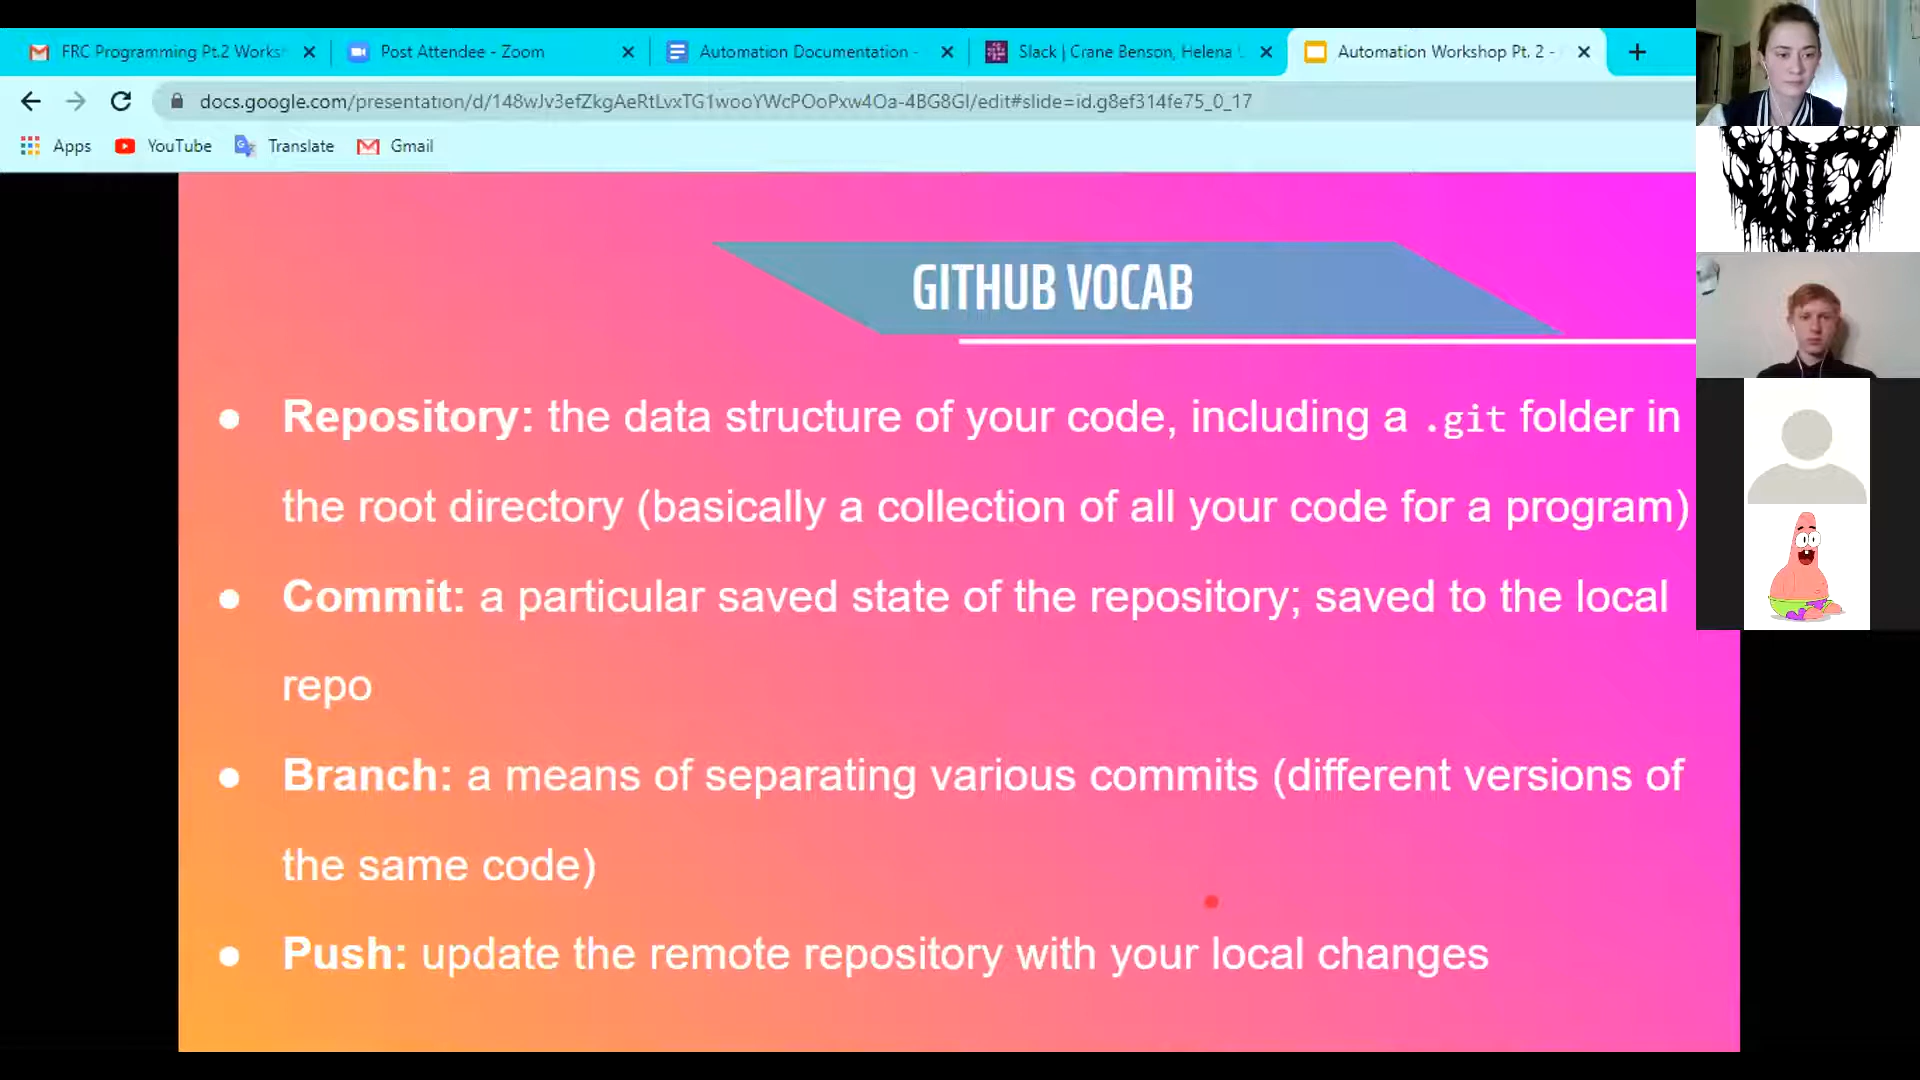 FRC Programming Pt.2 Works
Post Attendee - Zoom
Automation Documentation -
Slack | Crane Benson, Helena
Automation Workshop Pt. 2 -
docs.google.com/presentation/d/148wJv3efZkgAeRtLvxTG1wooYWcPOoPxw4Oa-4BG8GI/edit#slide=id.g8ef314fe75_0_17
Apps
YouTube
Translate
Gmail
GITHUB VOCAB
● Repository: the data structure of your code, including a .git folder in
the root directory (basically a collection of all your code for a program)
● Commit: a particular saved state of the repository; saved to the local
repo
● Branch: a means of separating various commits (different versions of
the same code)
● Push: update the remote repository with your local changes